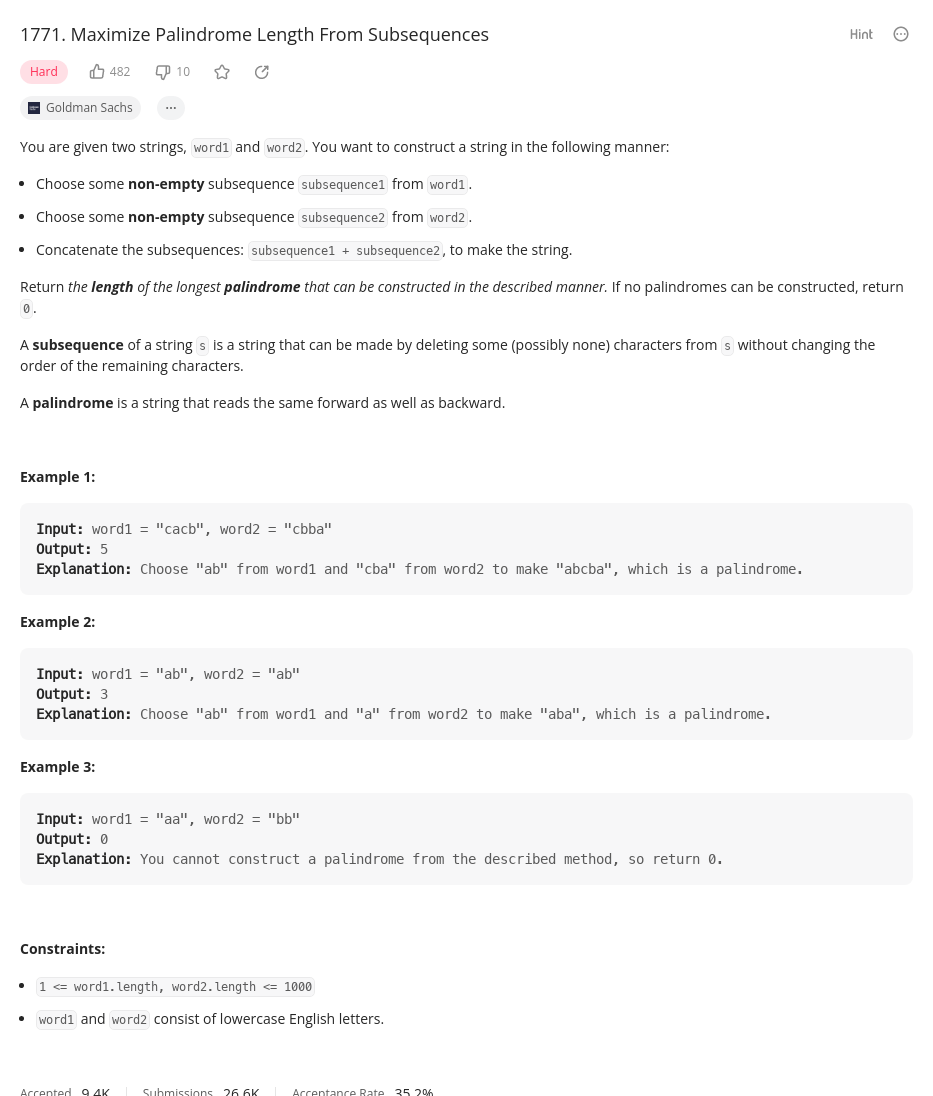 1771. Maximize Palindrome Length From Subsequences
Hint
Hard 482 10
Goldman Sachs ...
You are given two strings, word1 and word2. You want to construct a string in the following manner:
• Choose some non-empty subsequence subsequence1 from word1.
• Choose some non-empty subsequence subsequence2 from word2.
• Concatenate the subsequences: subsequence1 + subsequence2, to make the string.
Return the length of the longest palindrome that can be constructed in the described manner. If no palindromes can be constructed, return
0.
A subsequence of a string s is a string that can be made by deleting some (possibly none) characters from s without changing the
order of the remaining characters.
A palindrome is a string that reads the same forward as well as backward.
Example 1:
Input: word1 = "cacb", word2 = "cbba"
Output: 5
Explanation: Choose "ab" from word1 and "cba" from word2 to make "abcba", which is a palindrome.
Example 2:
Input: word1 = "ab", word2 = "ab"
Output: 3
Explanation: Choose "ab" from word1 and "a" from word2 to make "aba", which is a palindrome.
Example 3:
Input: word1 = "aa", word2 = "bb"
Output: 0
Explanation: You cannot construct a palindrome from the described method, so return 0.
Constraints:
• 1 <= word1.length, word2.length <= 1000
• word1 and word2 consist of lowercase English letters.
Accepted 9.4K Submissions 26.6K Acceptance Rate 35.2%